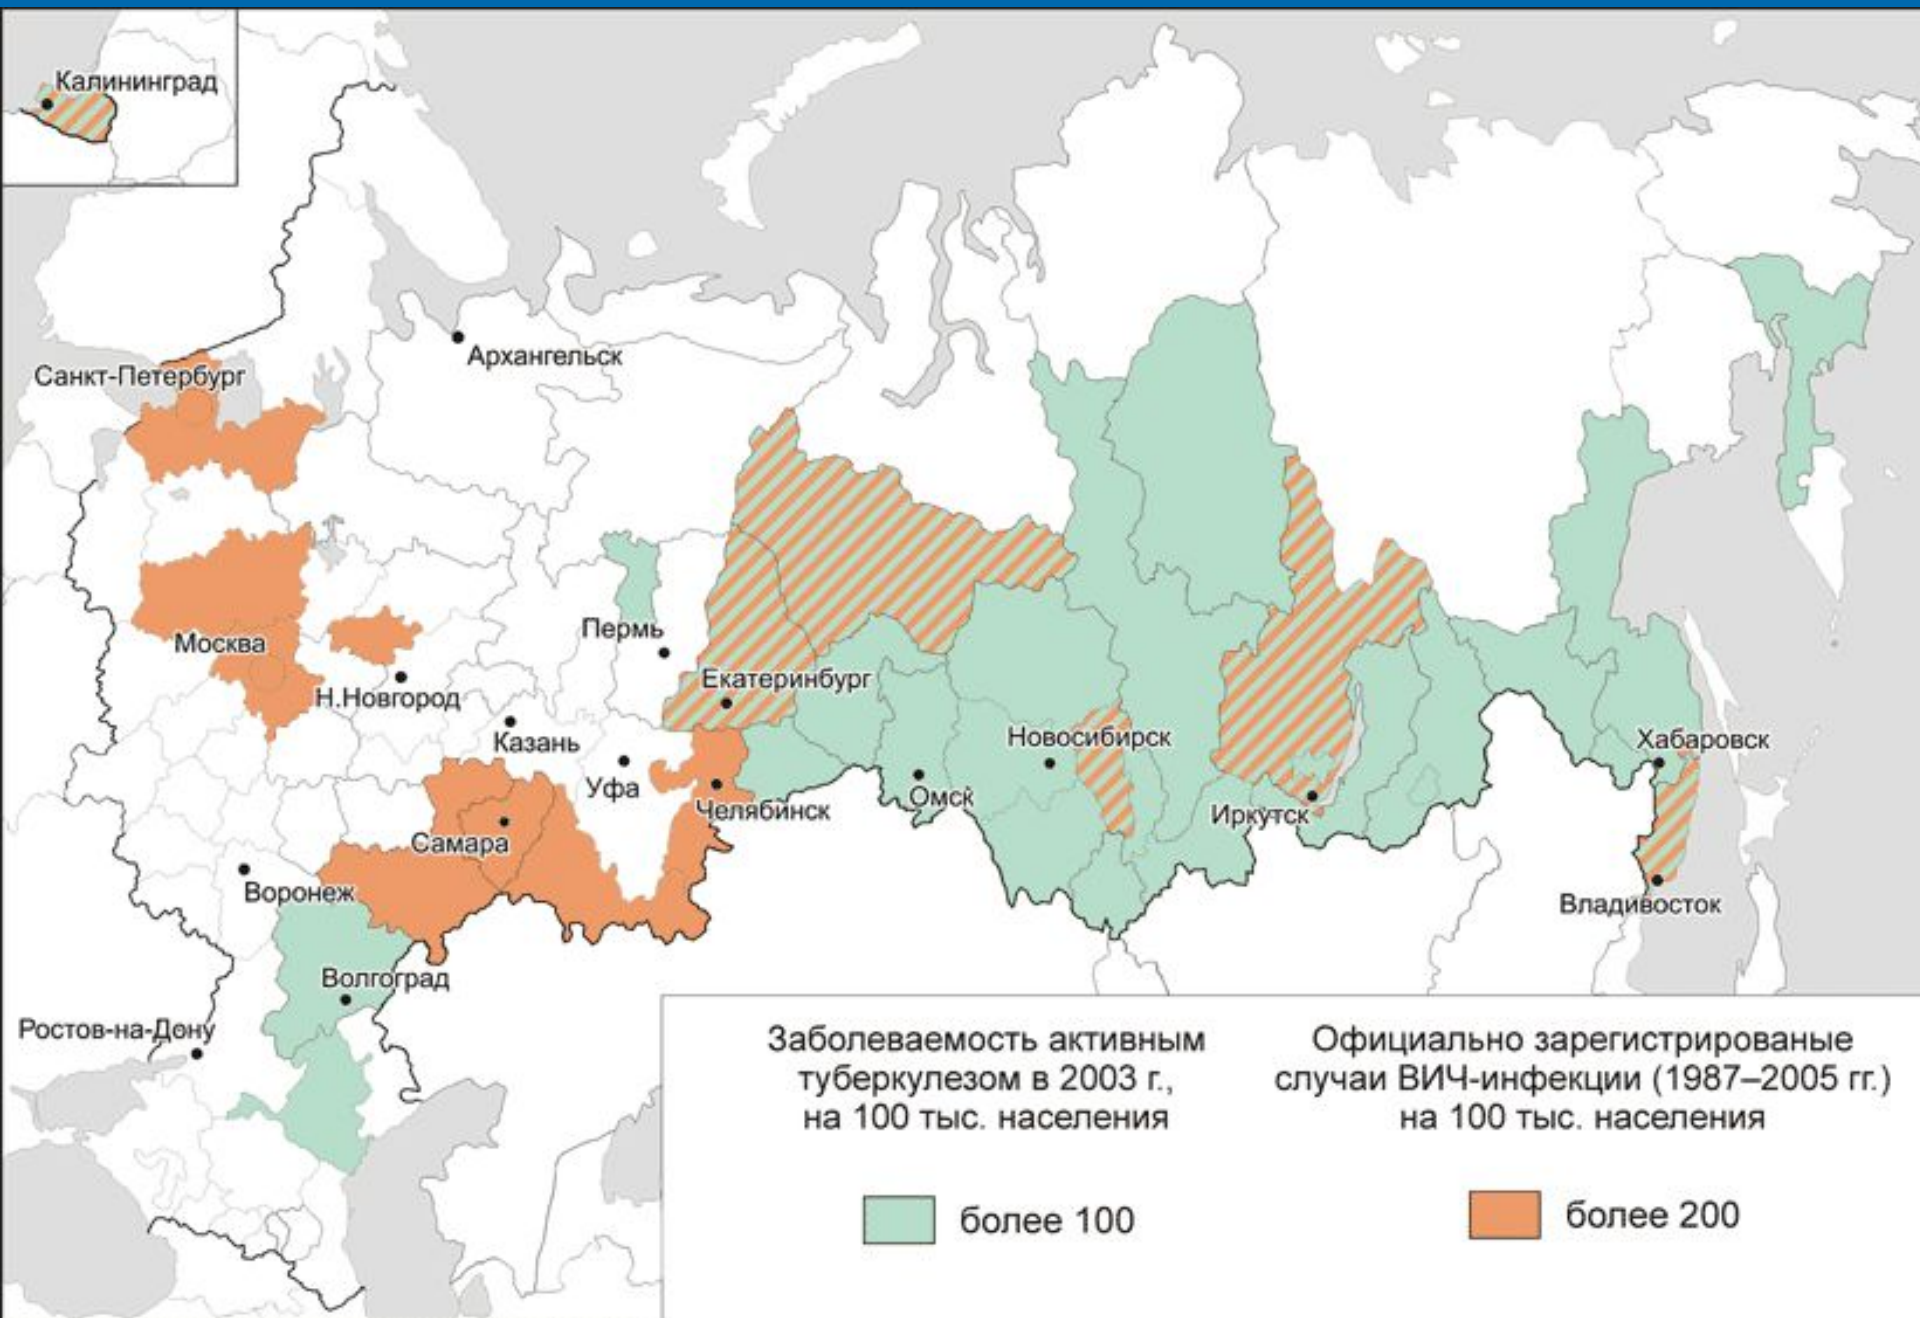 Калининград
Архангельск
Санкт-Петербург
Пермь
Москва
Екатеринбург
Н.Новгород
Казань
Новосибирск
Хабаровск
Уфа
Челябинск
Омск
Иркутск
Самара
Воронеж
Владивосток
Волгоград
Ростов-на-Дону
Заболеваемость активным
туберкулезом в 2003 г.,
на 100 тыс. населения
более 100
Официально зарегистрированые
случаи ВИЧ-инфекции (1987–2005 гг.)
на 100 тыс. населения
более 200